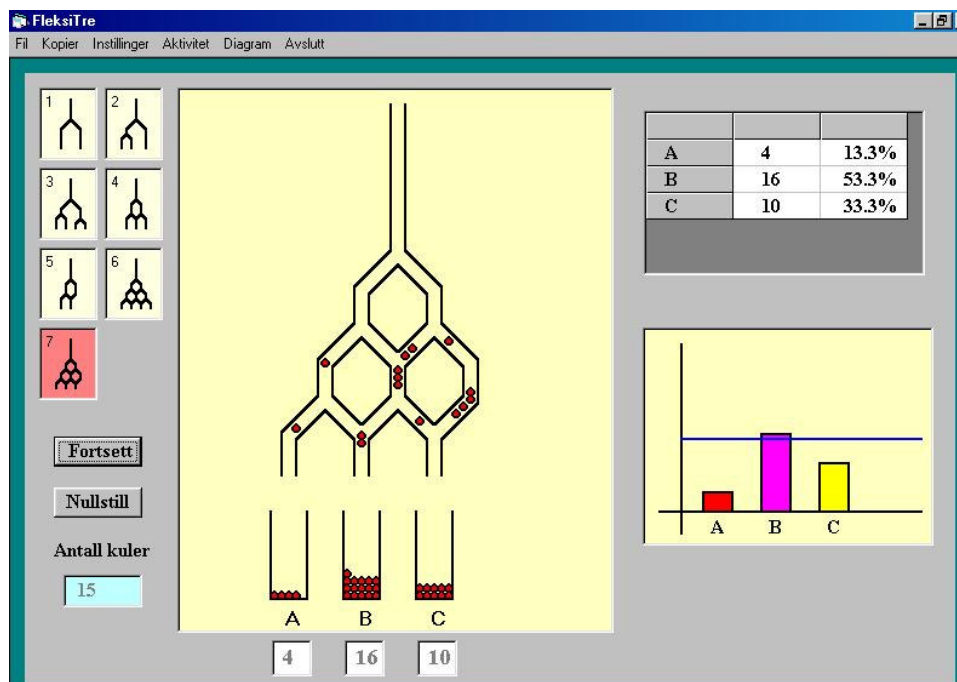 FleksiTre
Fil Kopier Instillinger Aktivitet Diagram Avslutt
1 2
3 4
5 6
7
Fortsett
Nullstill
Antall kuler
15
A B C
4 16 10
A 4 13.3%
B 16 53.3%
C 10 33.3%
A B C